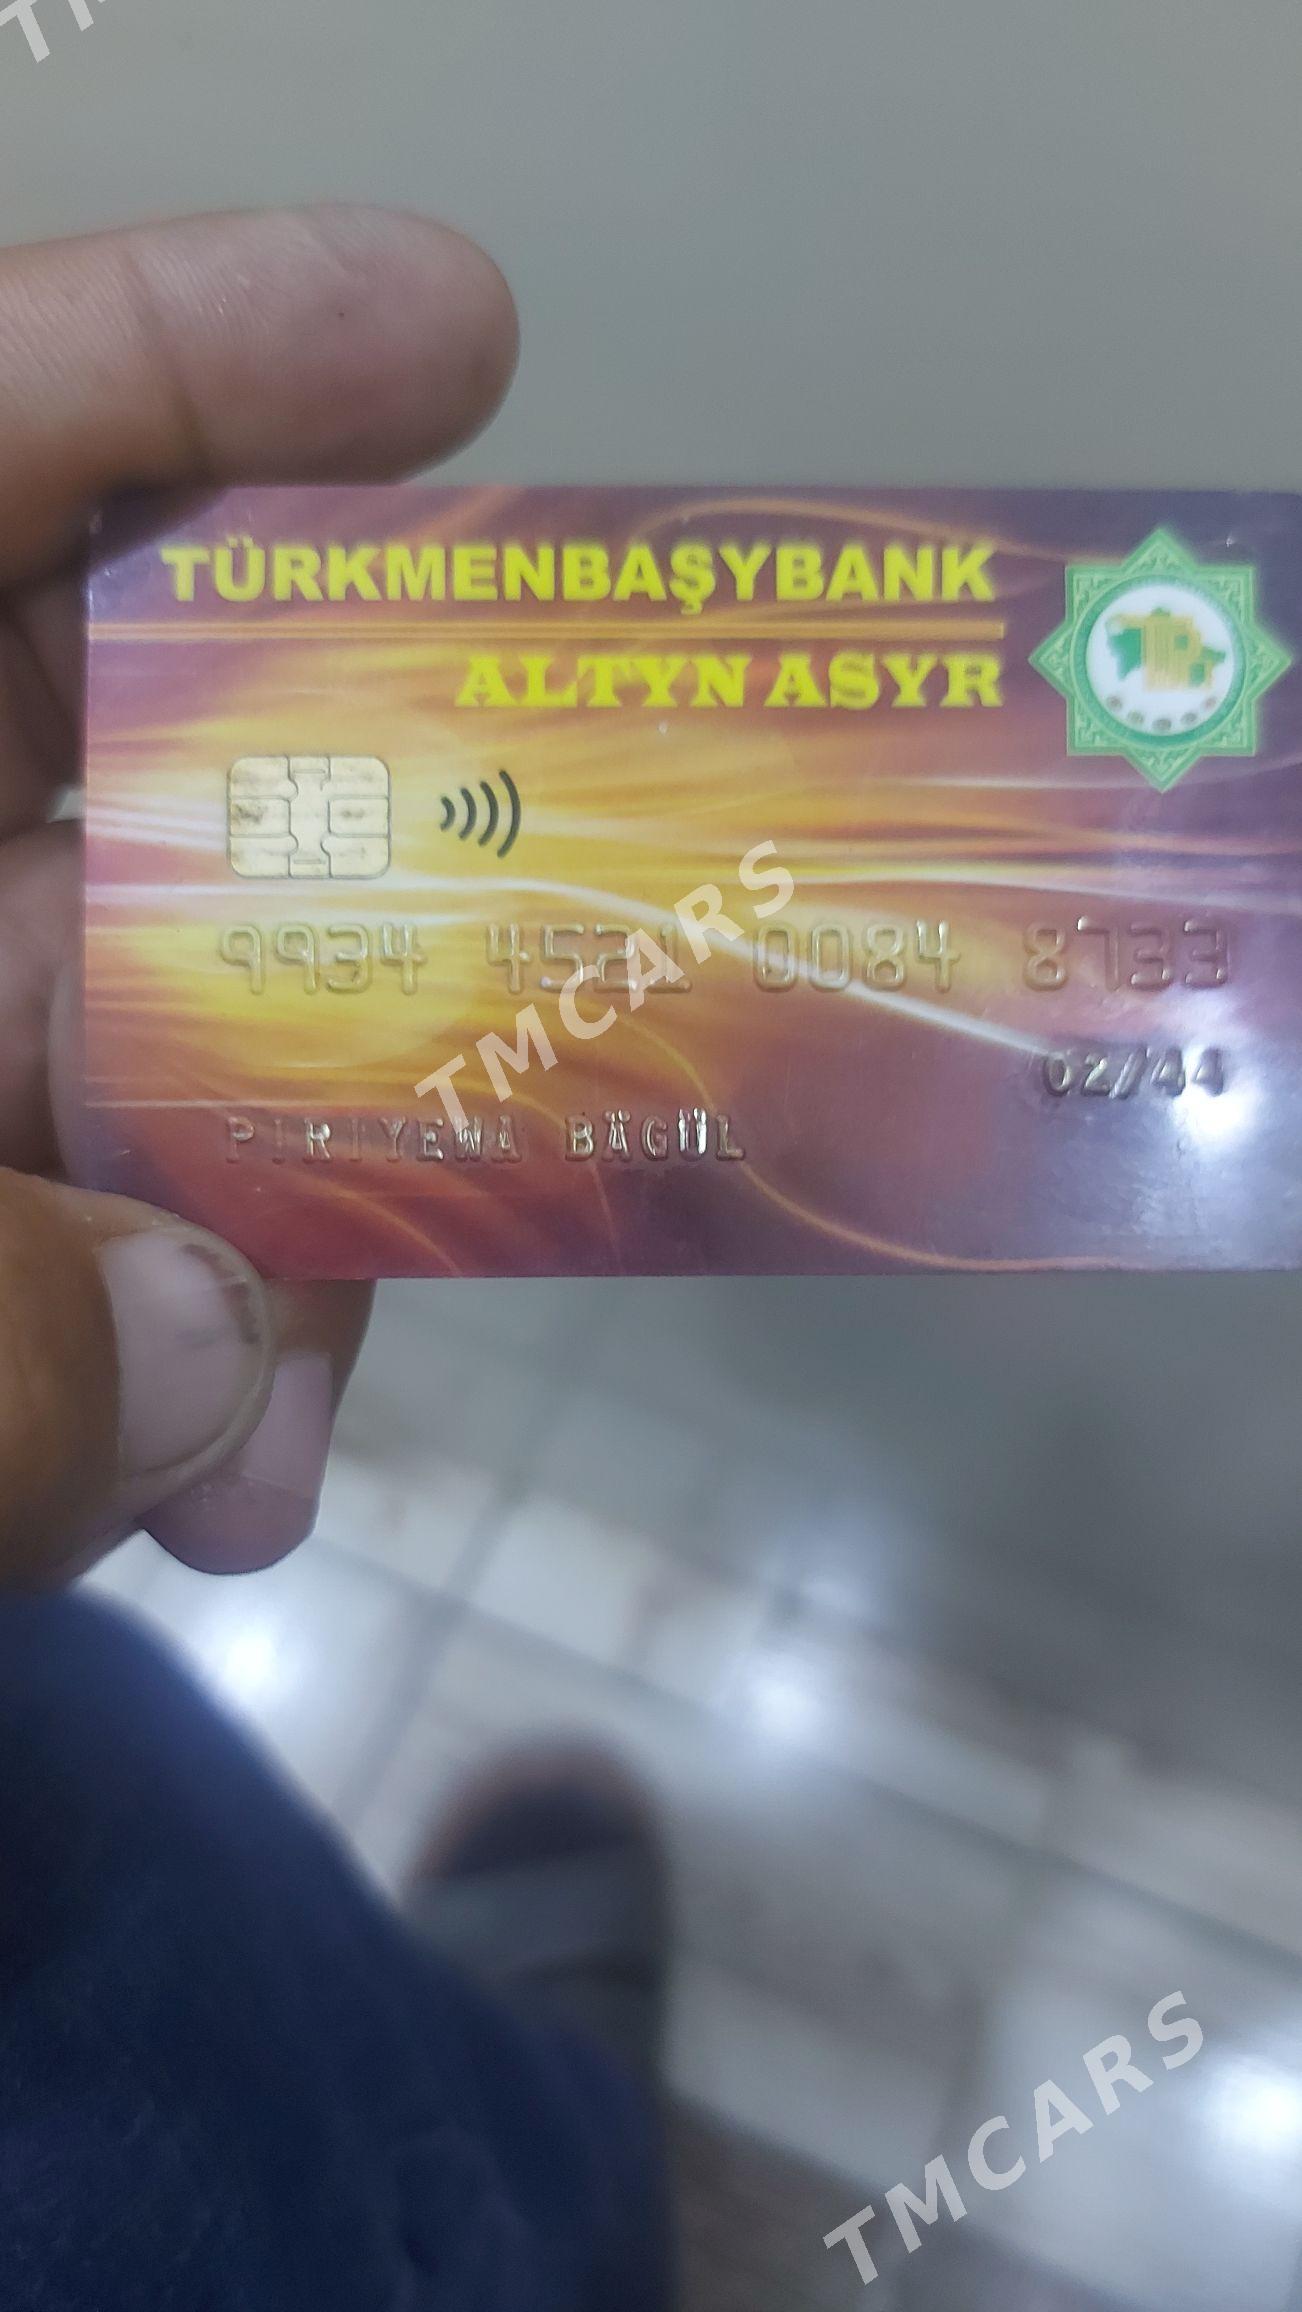 TÜRKMENBAŞYBANK
ALTYN ASYR
9934 4521 0084 8733
02/44
PIRIYEWA BÄGÜL
TMCARS
TMCARS